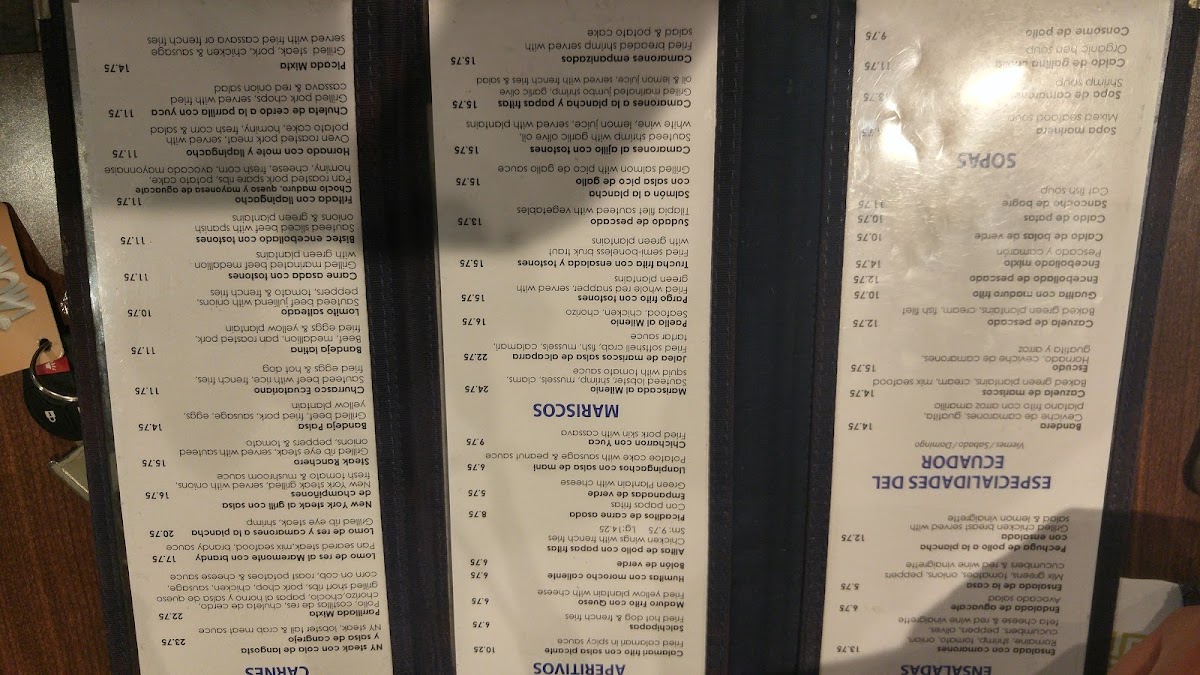 ENSALADAS
Ensalada con camarones 13.75
Romaine, shrimp, tomato, onion,
cucumber, peppers, olives,
feta cheese & red wine vinaigrette
Ensalada de aguacate 6.75
Avocado salad
Ensalada de la casa 5.75
Mix greens, tomatoes, onions, peppers
cucumbers & red wine vinaigrette
Pechuga de pollo a la plancha
con ensalada 12.75
Grilled chicken breast served with
salad & lemon vinaigrette
ESPECIALIDADES DEL
ECUADOR
Viernes / Sabado / Domingo
Bandera 14.75
Ceviche de camarones, guatita,
platano frito con arroz amarillo
Cazuela de mariscos 14.75
Baked green plantains, cream, mix seafood
Escudo 15.75
Hornado, ceviche de camarones,
guatita y arroz
Cazuela de pescado 12.75
Baked green plantains, cream, fish filet
Guatita con maduro frito 10.75
Encebollado de pescado 12.75
Encebollado mixto 14.75
Pescado y camarón
Caldo de bolas de verde 10.75
Caldo de patas 10.75
Sancocho de bagre 11.75
Cat fish soup
SOPAS
Sopa marinera
Mixed seafood soup
Sopa de camarones
Shrimp soup
Caldo de gallina criolla 11.75
Organic hen soup
Consome de pollo 9.75
APERITIVOS
Calamari frito con salsa picante 10.25
Fried calamari in spicy sauce
Salchipapas 6.75
Fried hot dog & french fries
Maduro frito con Queso 6.75
Fried yellow plantain with cheese
Humitas con morocho caliente 6.75
Bolón de verde 6.75
Alitas de pollo con papas fritas
Chicken wings with french fries
Sm: 9.75 Lg:14.25
Picaditos de carne asada 8.75
Con papas fritas
Empanadas de verde 5.75
Green Plantain with cheese
Llampingachos con salsa de mani 6.75
Potatoe cake with sausage & peanut sauce
Chicharon con Yuca 9.75
Fried pork skin with cassava
MARISCOS
Mariscada al Milenio 24.75
Sauteed lobster, shrimp, mussels, clams,
squid with tomato sauce
Jalea de mariscos salsa de alcapara 22.75
Fried softshell crab, fish, mussels, calamari,
tartar sauce
Paella al Milenio 16.75
Seafood, chicken, chorizo
Pargo frito con tostones 15.75
Fried whole red snapper, served with
green plantains
Trucha frita con ensalada y tostones 15.75
Fried semi-boneless bruk trout
with green plantains
Sudado de pescado 13.75
Tilapia filet sauteet with vegetables
Salmón a la plancha
con salsa de pico de gallo 15.75
Grilled salmon with pico de gallo sauce
Camarones al ajillo con tostones 15.75
Sauteed shrimp with garlic olive oil,
white wine, lemon juice, served with plantains
Camarones a la plancha y papas fritas 15.75
Grilled marinated jumbo shrimp, garlic olive
oil & lemon juice, served with french fries & salad
Camarones empanizados 15.75
Fried breaded shrimp served with
salad & potato cake
CARNES
NY steak con cola de langosta
y salsa de congrejo 23.75
NY steak, lobster tail & crab meat sauce
Parrillada Mixta 22.75
Pollo, costillas de res, chuleta de cerdo,
chorizo,choclo, papas al horno y salsa de queso
grilled short ribs, pork chop, chicken, sausage,
corn on cob, roast potatoes & cheese sauce
Lomo de res al Maremonte con brandy 17.75
Pan seared steak,mix seafood, brandy sauce
Lomo de res y camarones a la plancha 20.75
Grilled rib eye steak, shrimp
New York steak al grill con salsa
de champiñones 16.75
New York steak grilled, served with onions,
fresh tomato & mushroom sauce
Steak Ranchero 15.75
Grilled rib eye steak, served with sauteed
onions, peppers & tomato
Bandeja Paisa 14.75
Grilled beef, fried pork, sausage, eggs,
yellow plantain
Churrasco Ecuatoriano 11.75
Sauteed beef with rice, french fries,
fried eggs & hot dog
Bandeja latina 11.75
Beef, medallion, pan roasted pork,
fried eggs & yellow plantain
Lomito salteado 10.75
Sauteed beef juliend with onions,
peppers, tomato & french fries
Carne asada con tostones 11.75
Grilled marinated beef medallion
with green plantains
Bistec encebollado con tostones 11.75
Sauteed sliced beef with spanish
onions & green plantains
Fritada con llapingacho
Choclo maduro, queso y mayonesa de aguacate 11.75
Pan roasted pork spare ribs, potato cake,
hominy, cheese, fresh corn, avocado mayonnaise
Hornado con mote y llapingacho 11.75
Oven roasted pork meat, served with
potato cake, hominy, fresh corn & salad
Chuleta de cerdo a la parrilla con yuca 11.75
Grilled pork chops, served with fried
cassava & red onion salad
Picada Mixta 14.75
Grilled, steak, pork, chicken & sausage
served with fried cassava or french fries